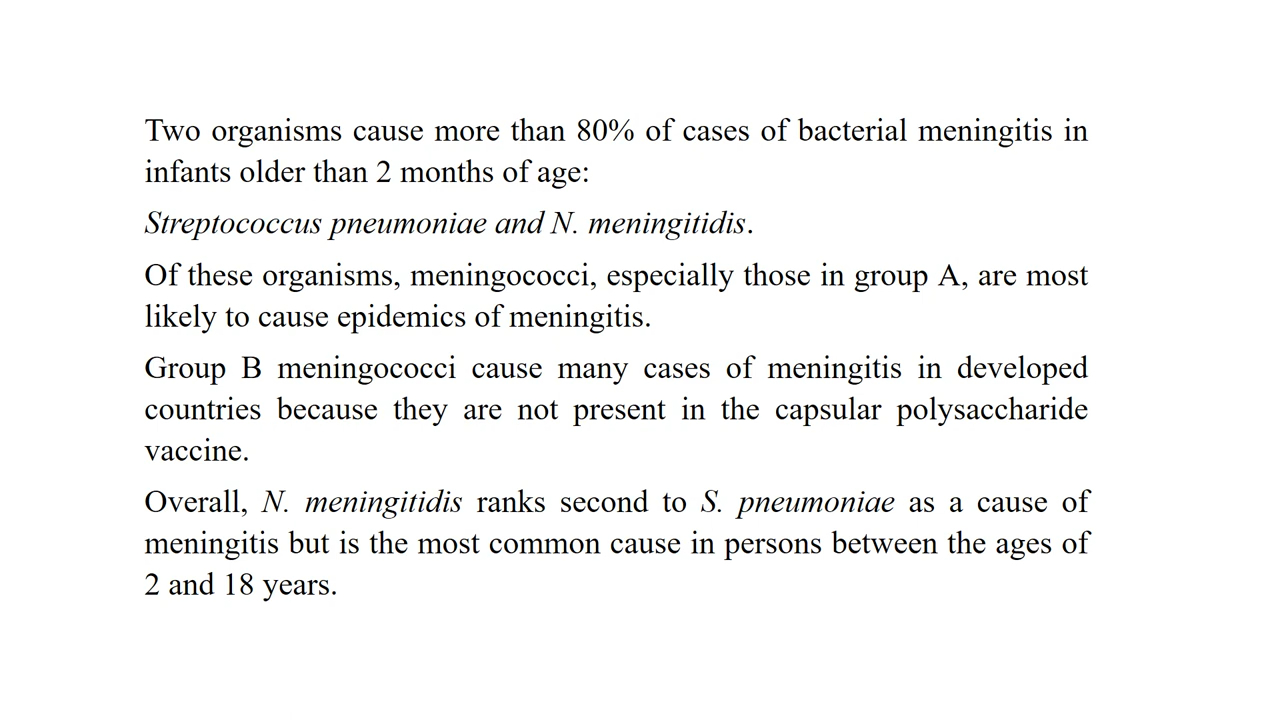 Two organisms cause more than 80% of cases of bacterial meningitis in
infants older than 2 months of age:
Streptococcus pneumoniae and N. meningitidis.
Of these organisms, meningococci, especially those in group A, are most
likely to cause epidemics of meningitis.
Group B meningococci cause many cases of meningitis in developed
countries because they are not present in the capsular polysaccharide
vaccine.
Overall, N. meningitidis ranks second to S. pneumoniae as a cause of
meningitis but is the most common cause in persons between the ages of
2 and 18 years.